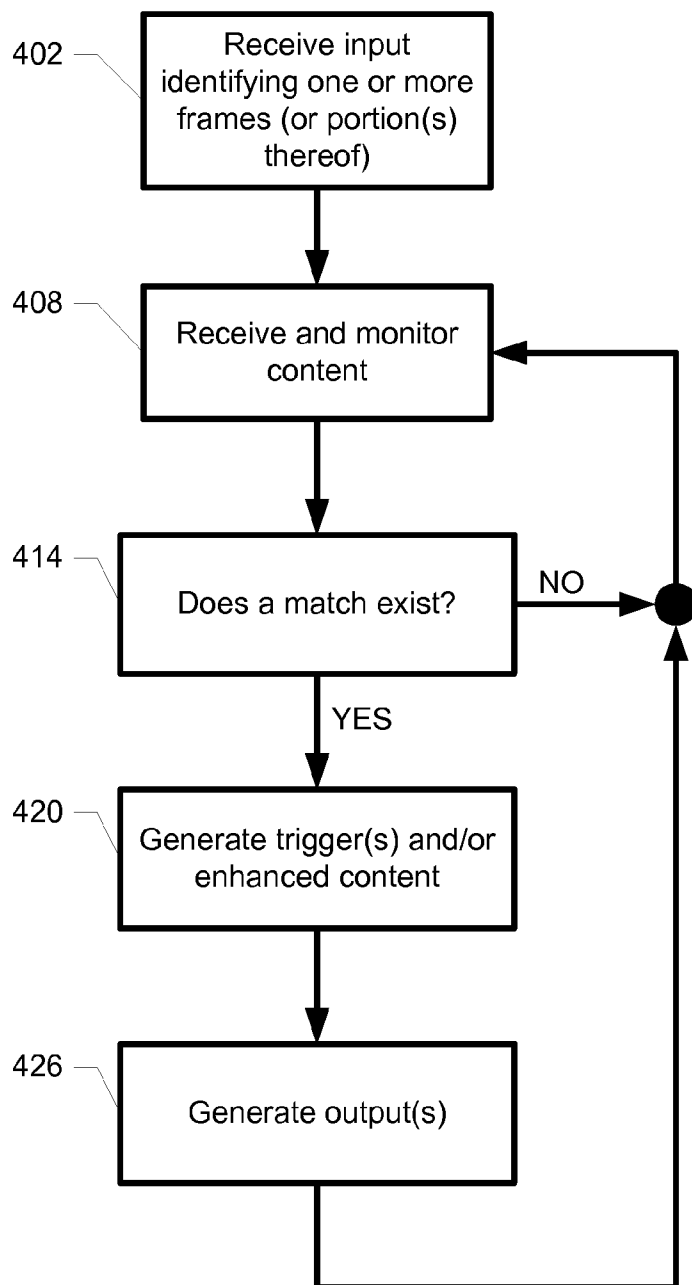 402
Receive input
identifying one or more
frames (or portion(s)
thereof)
408
Receive and monitor
content
414
Does a match exist?
NO
YES
420
Generate trigger(s) and/or
enhanced content
426
Generate output(s)